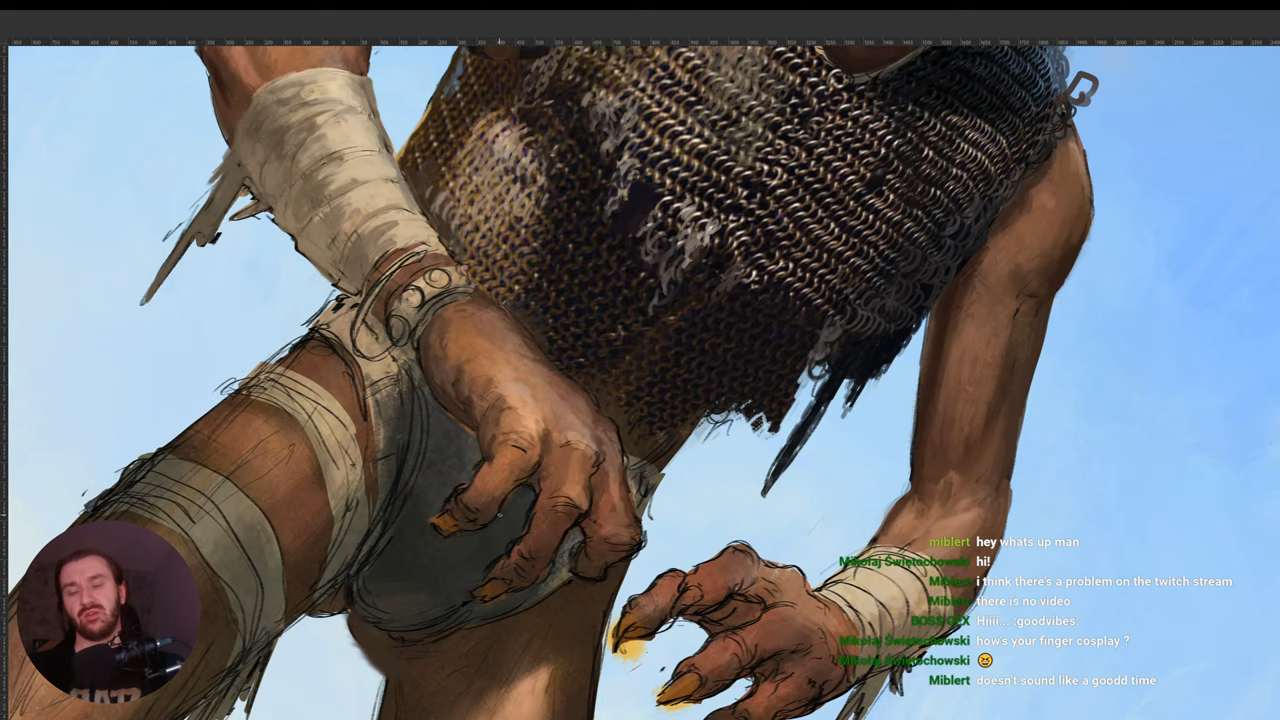 miblert hey whats up man
Mikołaj Świętochowski hi!
Miblert i think there's a problem on the twitch stream
Miblert there is no video
BOSS CZX Hiiii... :goodvibes:
Mikołaj Świętochowski how's your finger cosplay ?
Mikołaj Świętochowski 😆
Miblert doesn't sound like a goodd time